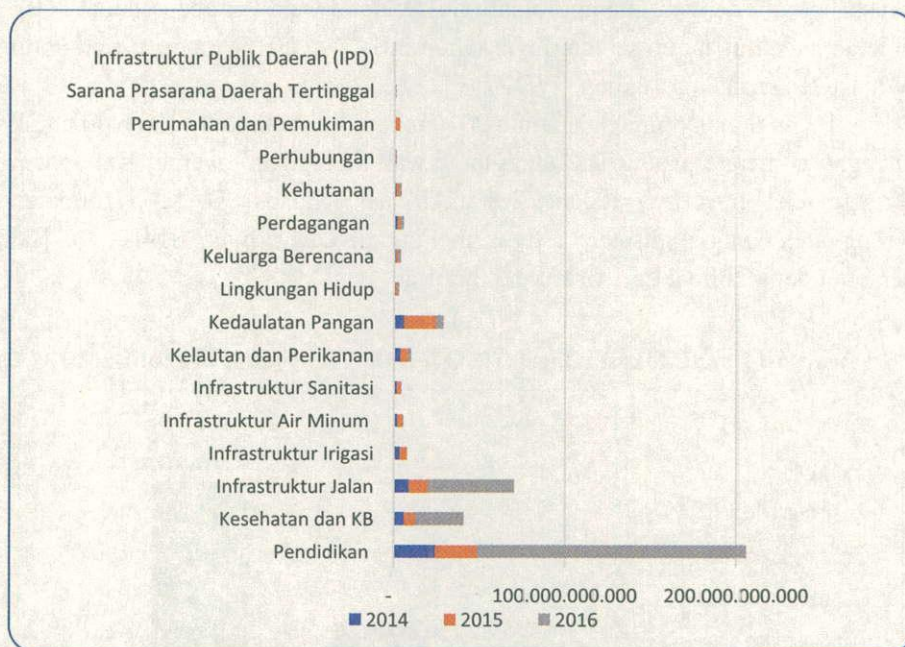 Infrastruktur Publik Daerah (IPD)
Sarana Prasarana Daerah Tertinggal
Perumahan dan Pemukiman
Perhubungan
Kehutanan
Perdagangan
Keluarga Berencana
Lingkungan Hidup
Kedaulatan Pangan
Kelautan dan Perikanan
Infrastruktur Sanitasi
Infrastruktur Air Minum
Infrastruktur Irigasi
Infrastruktur Jalan
Kesehatan dan KB
Pendidikan
- 100.000.000.000 200.000.000.000
2014 2015 2016